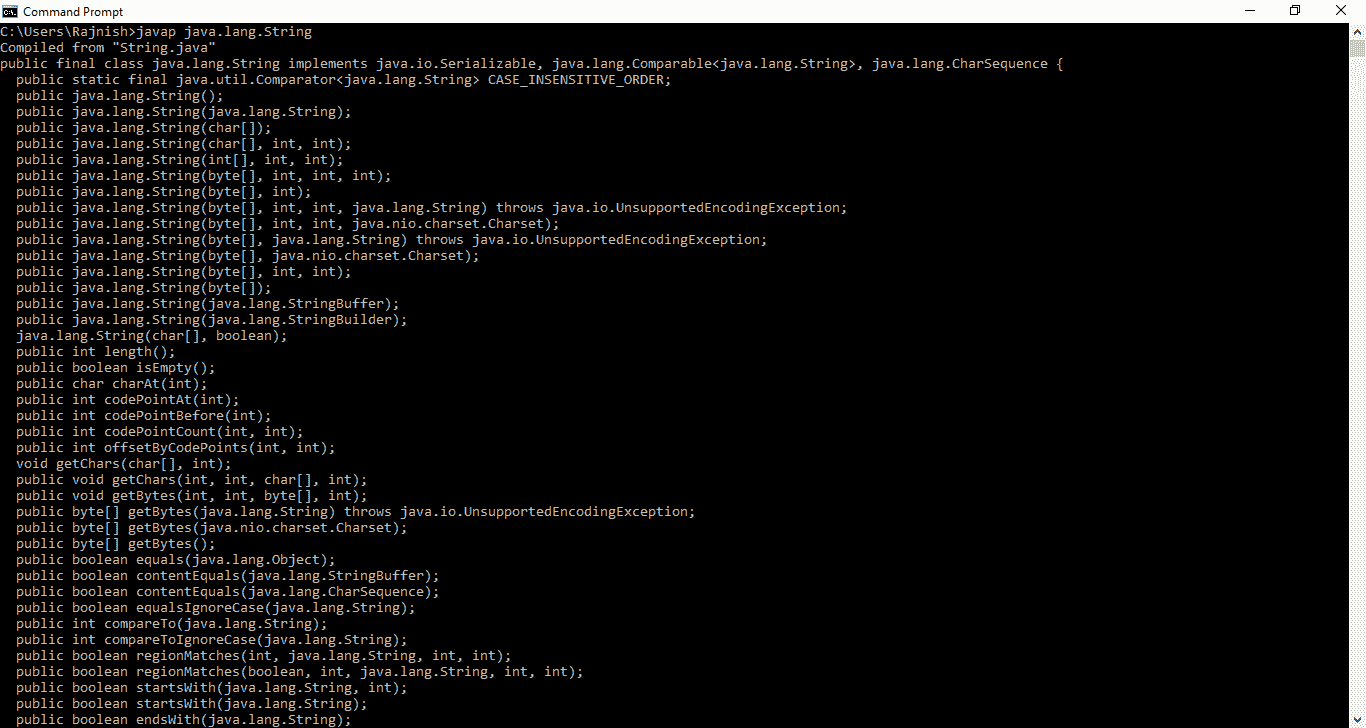 Command Prompt
C:\Users\Rajnish>javap java.lang.String
Compiled from "String.java"
public final class java.lang.String implements java.io.Serializable, java.lang.Comparable<java.lang.String>, java.lang.CharSequence {
  public static final java.util.Comparator<java.lang.String> CASE_INSENSITIVE_ORDER;
  public java.lang.String();
  public java.lang.String(java.lang.String);
  public java.lang.String(char[]);
  public java.lang.String(char[], int, int);
  public java.lang.String(int[], int, int);
  public java.lang.String(byte[], int, int, int);
  public java.lang.String(byte[], int);
  public java.lang.String(byte[], int, int, java.lang.String) throws java.io.UnsupportedEncodingException;
  public java.lang.String(byte[], int, int, java.nio.charset.Charset);
  public java.lang.String(byte[], java.lang.String) throws java.io.UnsupportedEncodingException;
  public java.lang.String(byte[], java.nio.charset.Charset);
  public java.lang.String(byte[], int, int);
  public java.lang.String(byte[]);
  public java.lang.String(java.lang.StringBuffer);
  public java.lang.String(java.lang.StringBuilder);
  java.lang.String(char[], boolean);
  public int length();
  public boolean isEmpty();
  public char charAt(int);
  public int codePointAt(int);
  public int codePointBefore(int);
  public int codePointCount(int, int);
  public int offsetByCodePoints(int, int);
  void getChars(char[], int);
  public void getChars(int, int, char[], int);
  public void getBytes(int, int, byte[], int);
  public byte[] getBytes(java.lang.String) throws java.io.UnsupportedEncodingException;
  public byte[] getBytes(java.nio.charset.Charset);
  public byte[] getBytes();
  public boolean equals(java.lang.Object);
  public boolean contentEquals(java.lang.StringBuffer);
  public boolean contentEquals(java.lang.CharSequence);
  public boolean equalsIgnoreCase(java.lang.String);
  public int compareTo(java.lang.String);
  public int compareToIgnoreCase(java.lang.String);
  public boolean regionMatches(int, java.lang.String, int, int);
  public boolean regionMatches(boolean, int, java.lang.String, int, int);
  public boolean startsWith(java.lang.String, int);
  public boolean startsWith(java.lang.String);
  public boolean endsWith(java.lang.String);